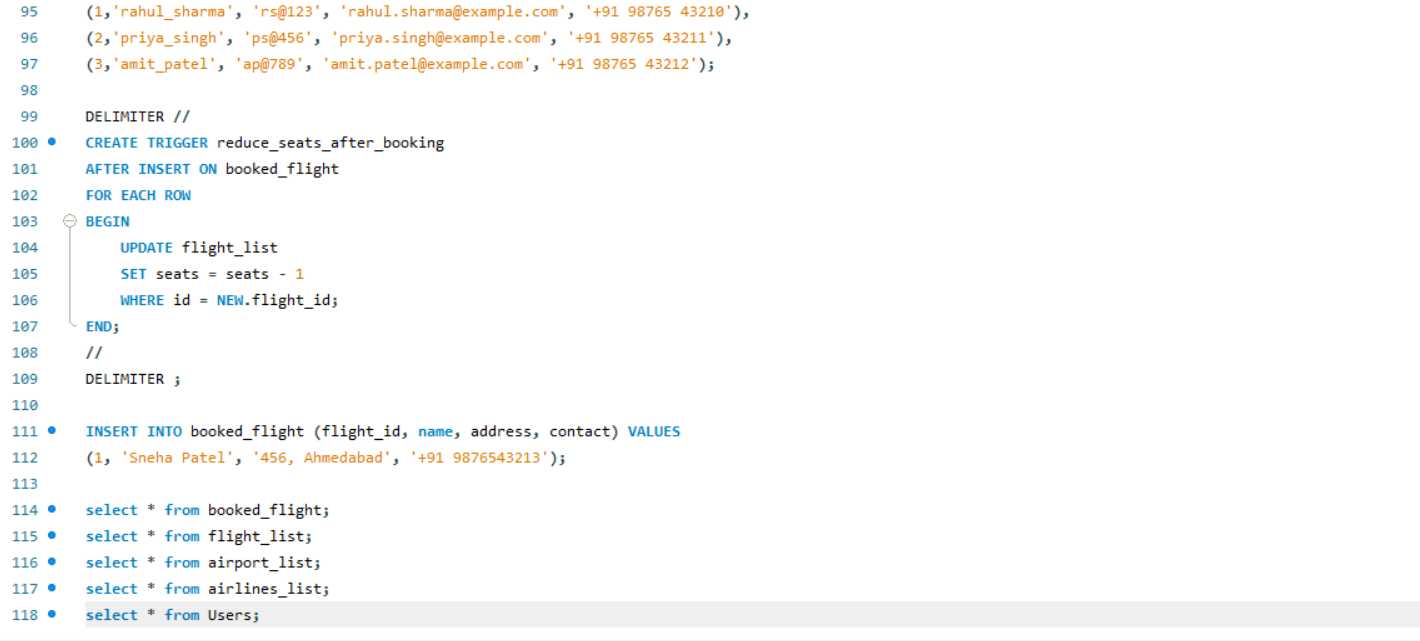 95 (1,'rahul_sharma', 'rs@123', 'rahul.sharma@example.com', '+91 98765 43210'),
96 (2,'priya_singh', 'ps@456', 'priya.singh@example.com', '+91 98765 43211'),
97 (3,'amit_patel', 'ap@789', 'amit.patel@example.com', '+91 98765 43212');
98
99 DELIMITER //
100 CREATE TRIGGER reduce_seats_after_booking
101 AFTER INSERT ON booked_flight
102 FOR EACH ROW
103 BEGIN
104 UPDATE flight_list
105 SET seats = seats - 1
106 WHERE id = NEW.flight_id;
107 END;
108 //
109 DELIMITER ;
110
111 INSERT INTO booked_flight (flight_id, name, address, contact) VALUES
112 (1, 'Sneha Patel', '456, Ahmedabad', '+91 9876543213');
113
114 select * from booked_flight;
115 select * from flight_list;
116 select * from airport_list;
117 select * from airlines_list;
118 select * from Users;